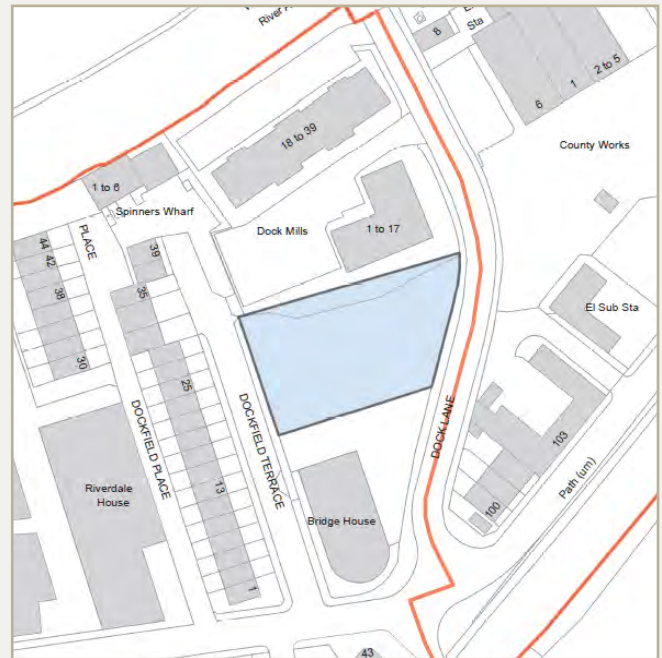 River
8
El
Sta
2 to 5
1
6
18 to 39
County Works
1 to 6
Spinners Wharf
Dock Mills
1 to 17
PLACE
44
42
39
38
35
El Sub Sta
30
25
DOCKFIELD PLACE
DOCKFIELD TERRACE
DOCK LANE
103
Path (um)
Riverdale
House
13
100
Bridge House
1
43